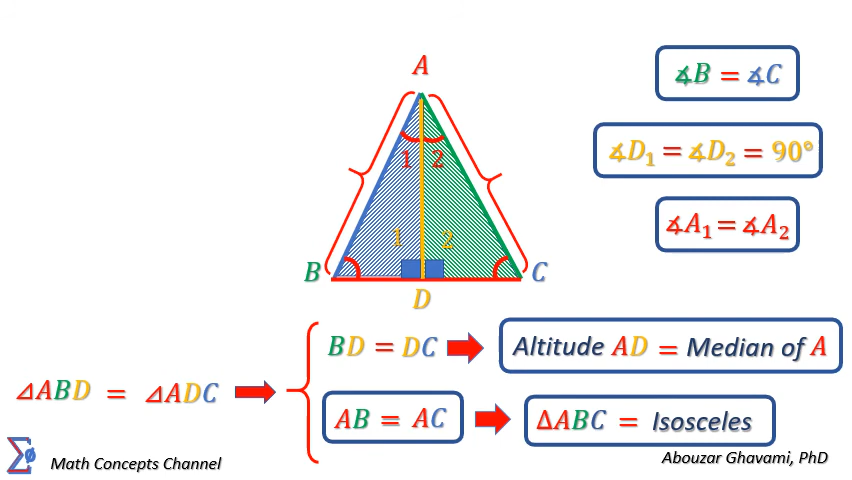 A
∡B = ∡C
∡D₁ = ∡D₂ = 90°
1 2
∡A₁ = ∡A₂
1 2
B C
D
BD = DC
Altitude AD = Median of A
⊿ABD = ⊿ADC
AB = AC
ΔABC = Isosceles
Math Concepts Channel
Abouzar Ghavami, PhD